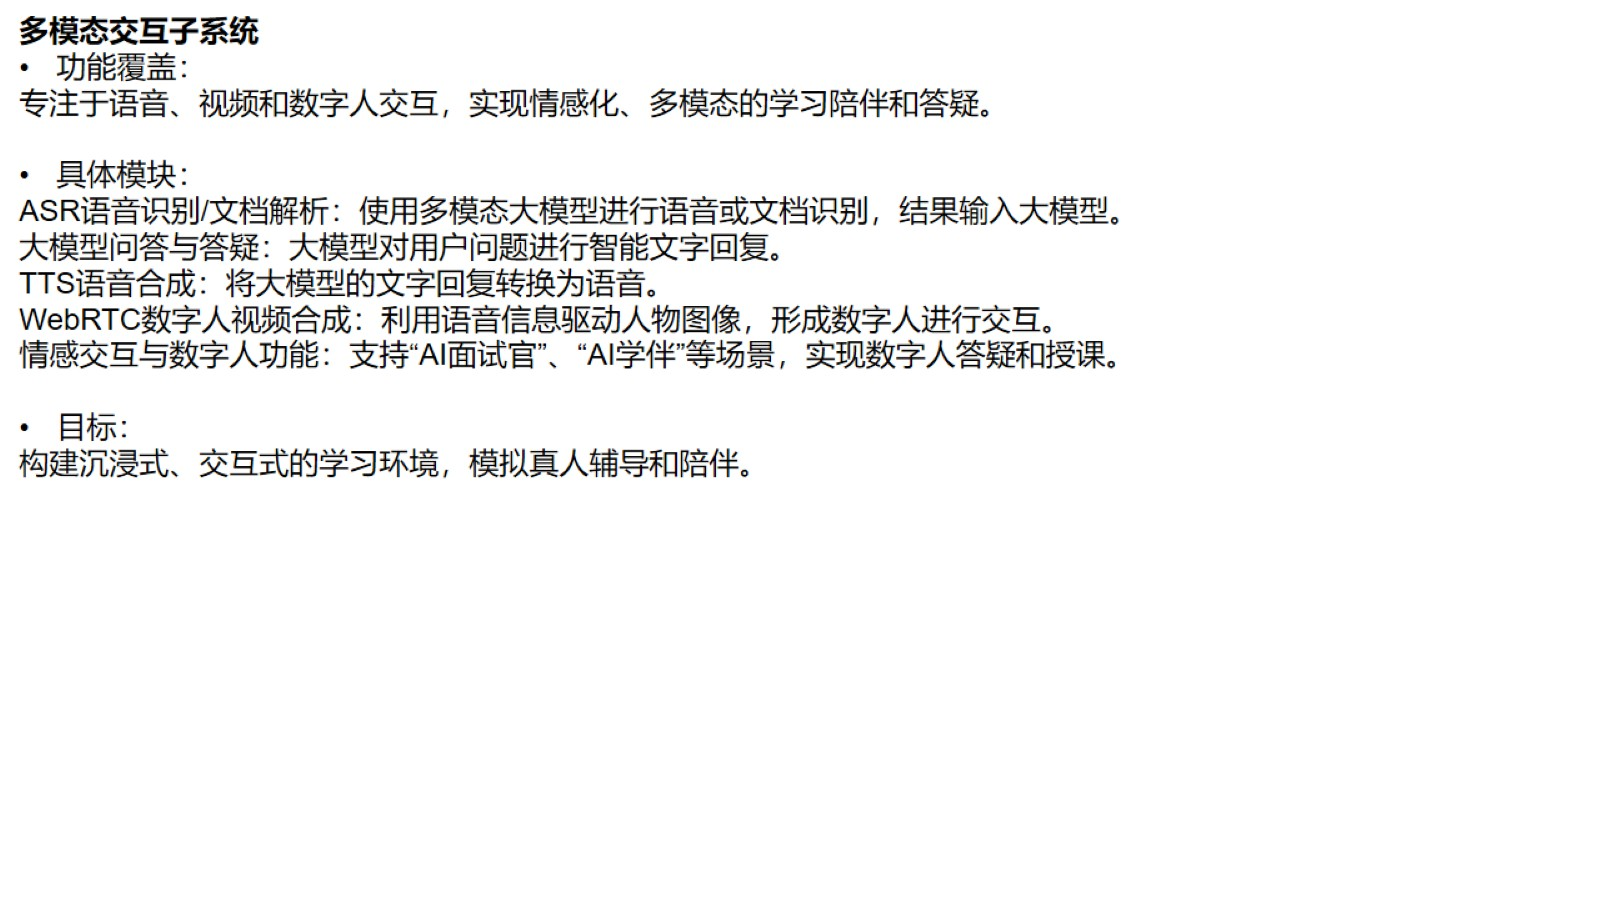 多模态交互子系统
• 功能覆盖：
专注于语音、视频和数字人交互，实现情感化、多模态的学习陪伴和答疑。
• 具体模块：
ASR语音识别/文档解析：使用多模态大模型进行语音或文档识别，结果输入大模型。
大模型问答与答疑：大模型对用户问题进行智能文字回复。
TTS语音合成：将大模型的文字回复转换为语音。
WebRTC数字人视频合成：利用语音信息驱动人物图像，形成数字人进行交互。
情感交互与数字人功能：支持“AI面试官”、“AI学伴”等场景，实现数字人答疑和授课。
• 目标：
构建沉浸式、交互式的学习环境，模拟真人辅导和陪伴。